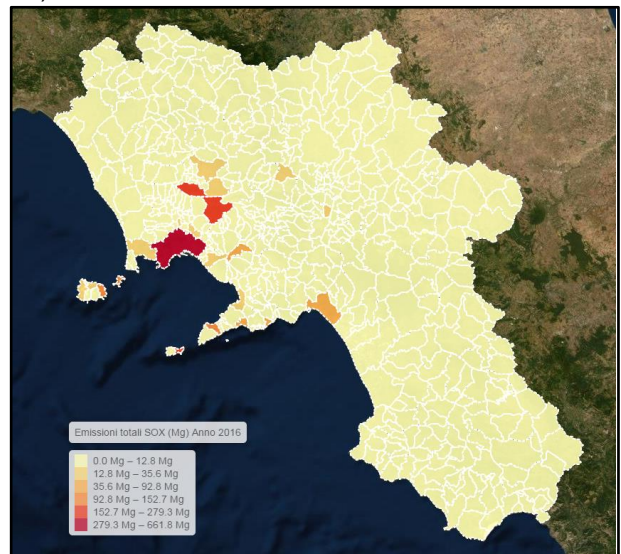 Emissioni totali SOX (Mg) Anno 2016
0.0 Mg – 12.8 Mg
12.8 Mg – 35.6 Mg
35.6 Mg – 92.8 Mg
92.8 Mg – 152.7 Mg
152.7 Mg – 279.3 Mg
279.3 Mg – 661.8 Mg